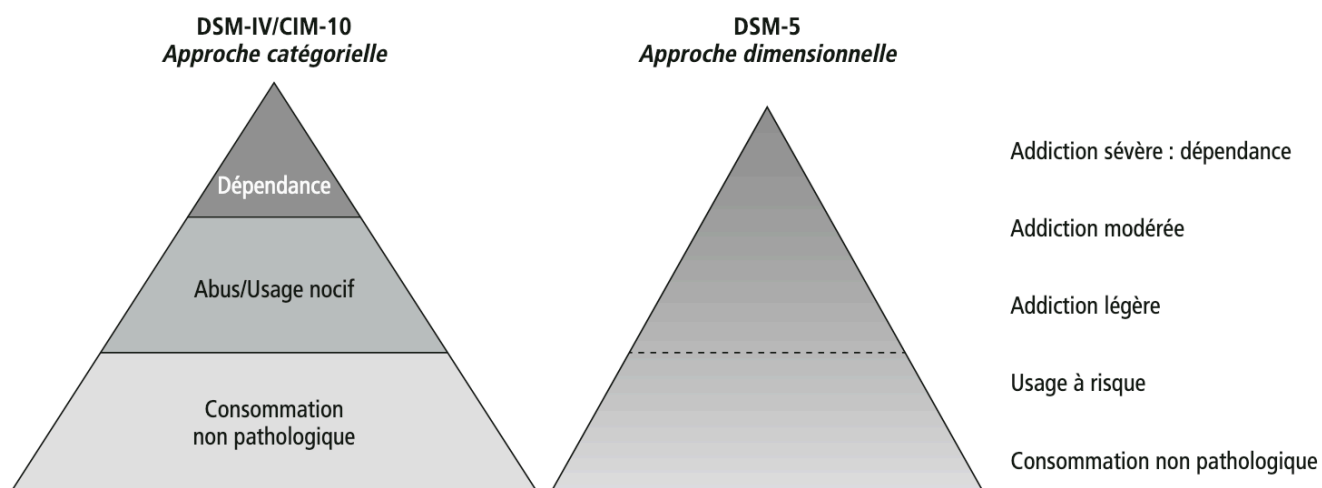 DSM-IV/CIM-10
Approche catégorielle
Dépendance
Abus/Usage nocif
Consommation
non pathologique
DSM-5
Approche dimensionnelle
Addiction sévère : dépendance
Addiction modérée
Addiction légère
Usage à risque
Consommation non pathologique